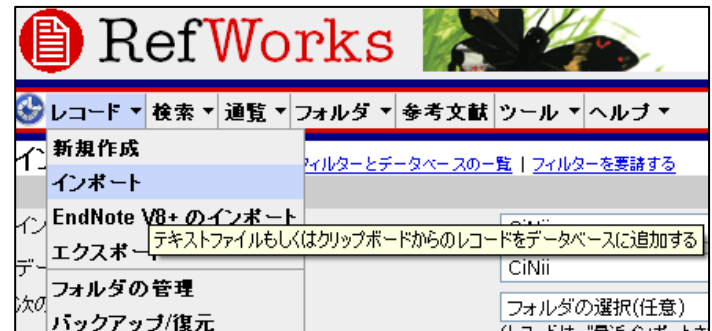 RefWorks
レコード ▼ 検索 ▼ 通覧 ▼ フォルダ ▼ 参考文献 ツール ▼ ヘルプ ▼
新規作成
フィルターとデータベースの一覧 | フィルターを要請する
インポート
EndNote V8+ のインポート
テキストファイルもしくはクリップボードからのレコードをデータベースに追加する
エクスポー
CiNii
フォルダの管理
フォルダの選択(任意)
バックアップ/復元